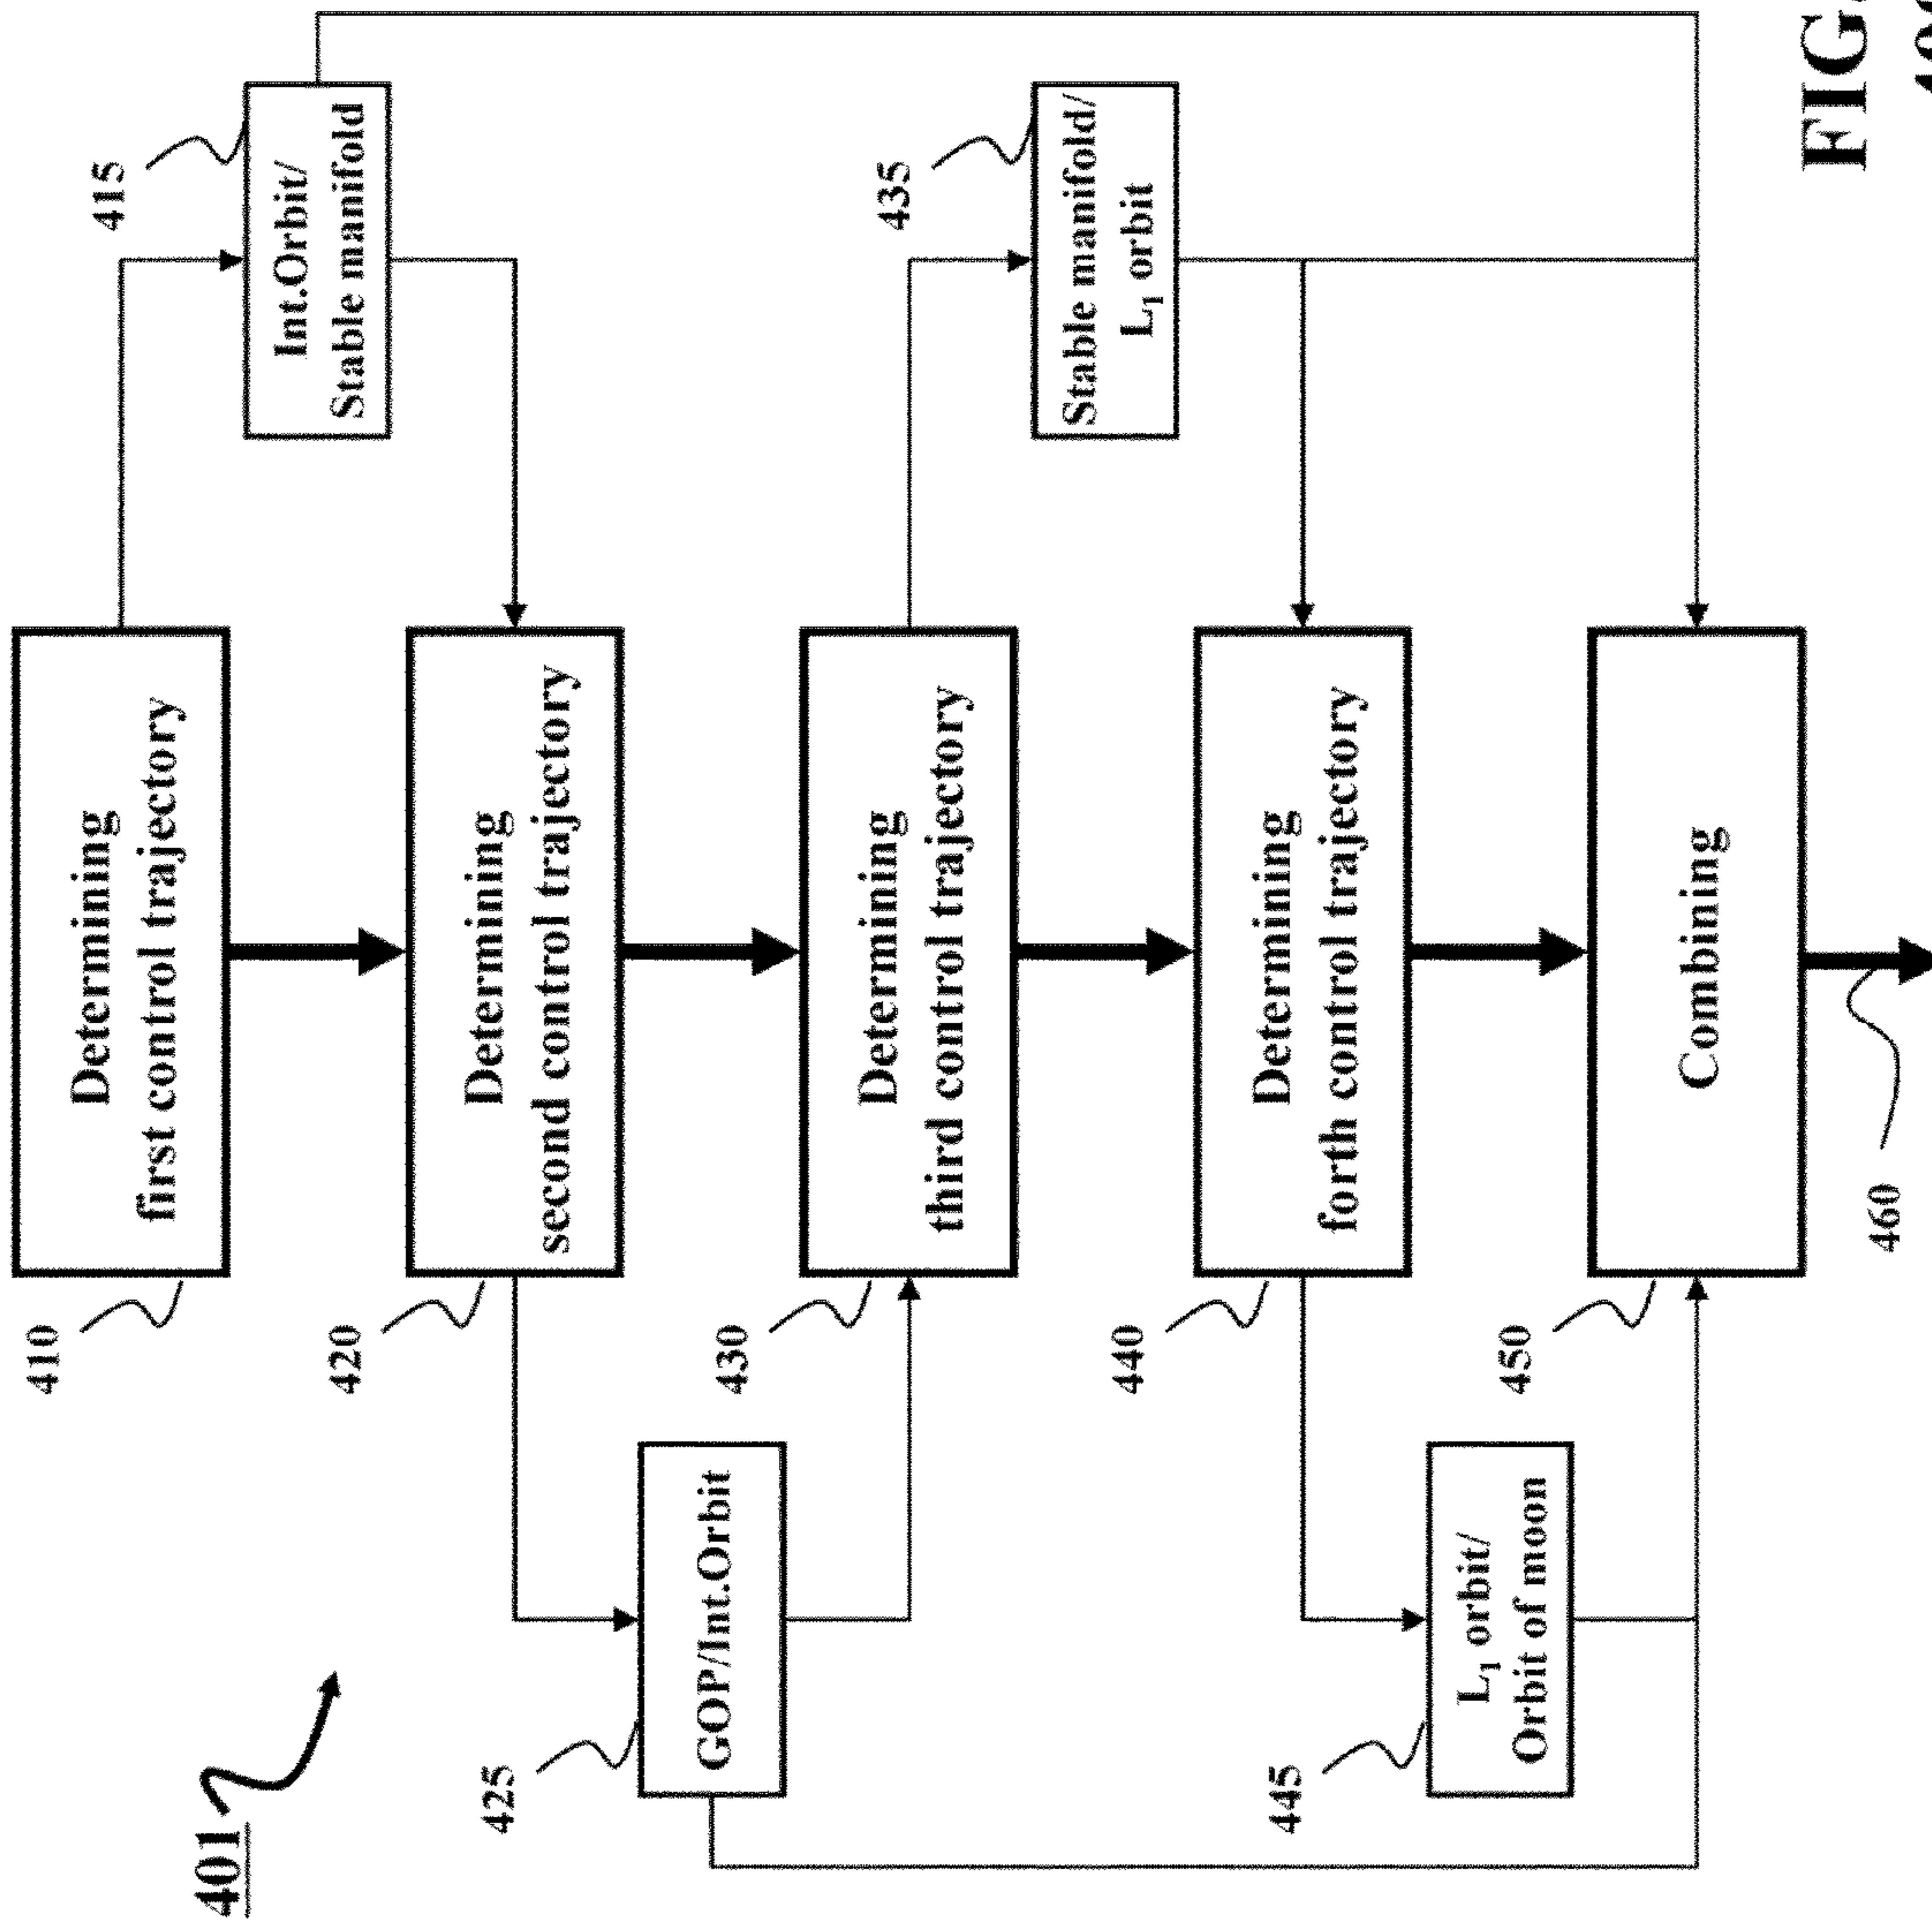 401
410
Determining
first control trajectory
415
Int.Orbit/
Stable manifold
420
Determining
second control trajectory
425
GOP/Int.Orbit
430
Determining
third control trajectory
435
Stable manifold/
L₁ orbit
440
Determining
forth control trajectory
445
L₁ orbit/
Orbit of moon
450
Combining
460
FIG